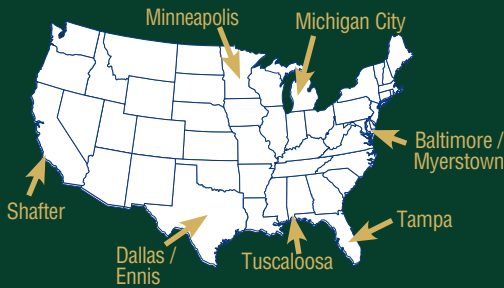 Minneapolis
Michigan City
Baltimore /
Myerstown
Shafter
Tampa
Dallas /
Ennis
Tuscaloosa